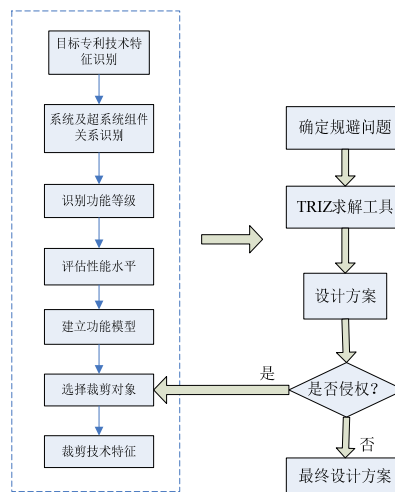 目标专利技术特
征识别
系统及超系统组件
关系识别
识别功能等级
评估性能水平
建立功能模型
选择裁剪对象
裁剪技术特征
确定规避问题
TRIZ求解工具
设计方案
是
是否侵权？
否
最终设计方案